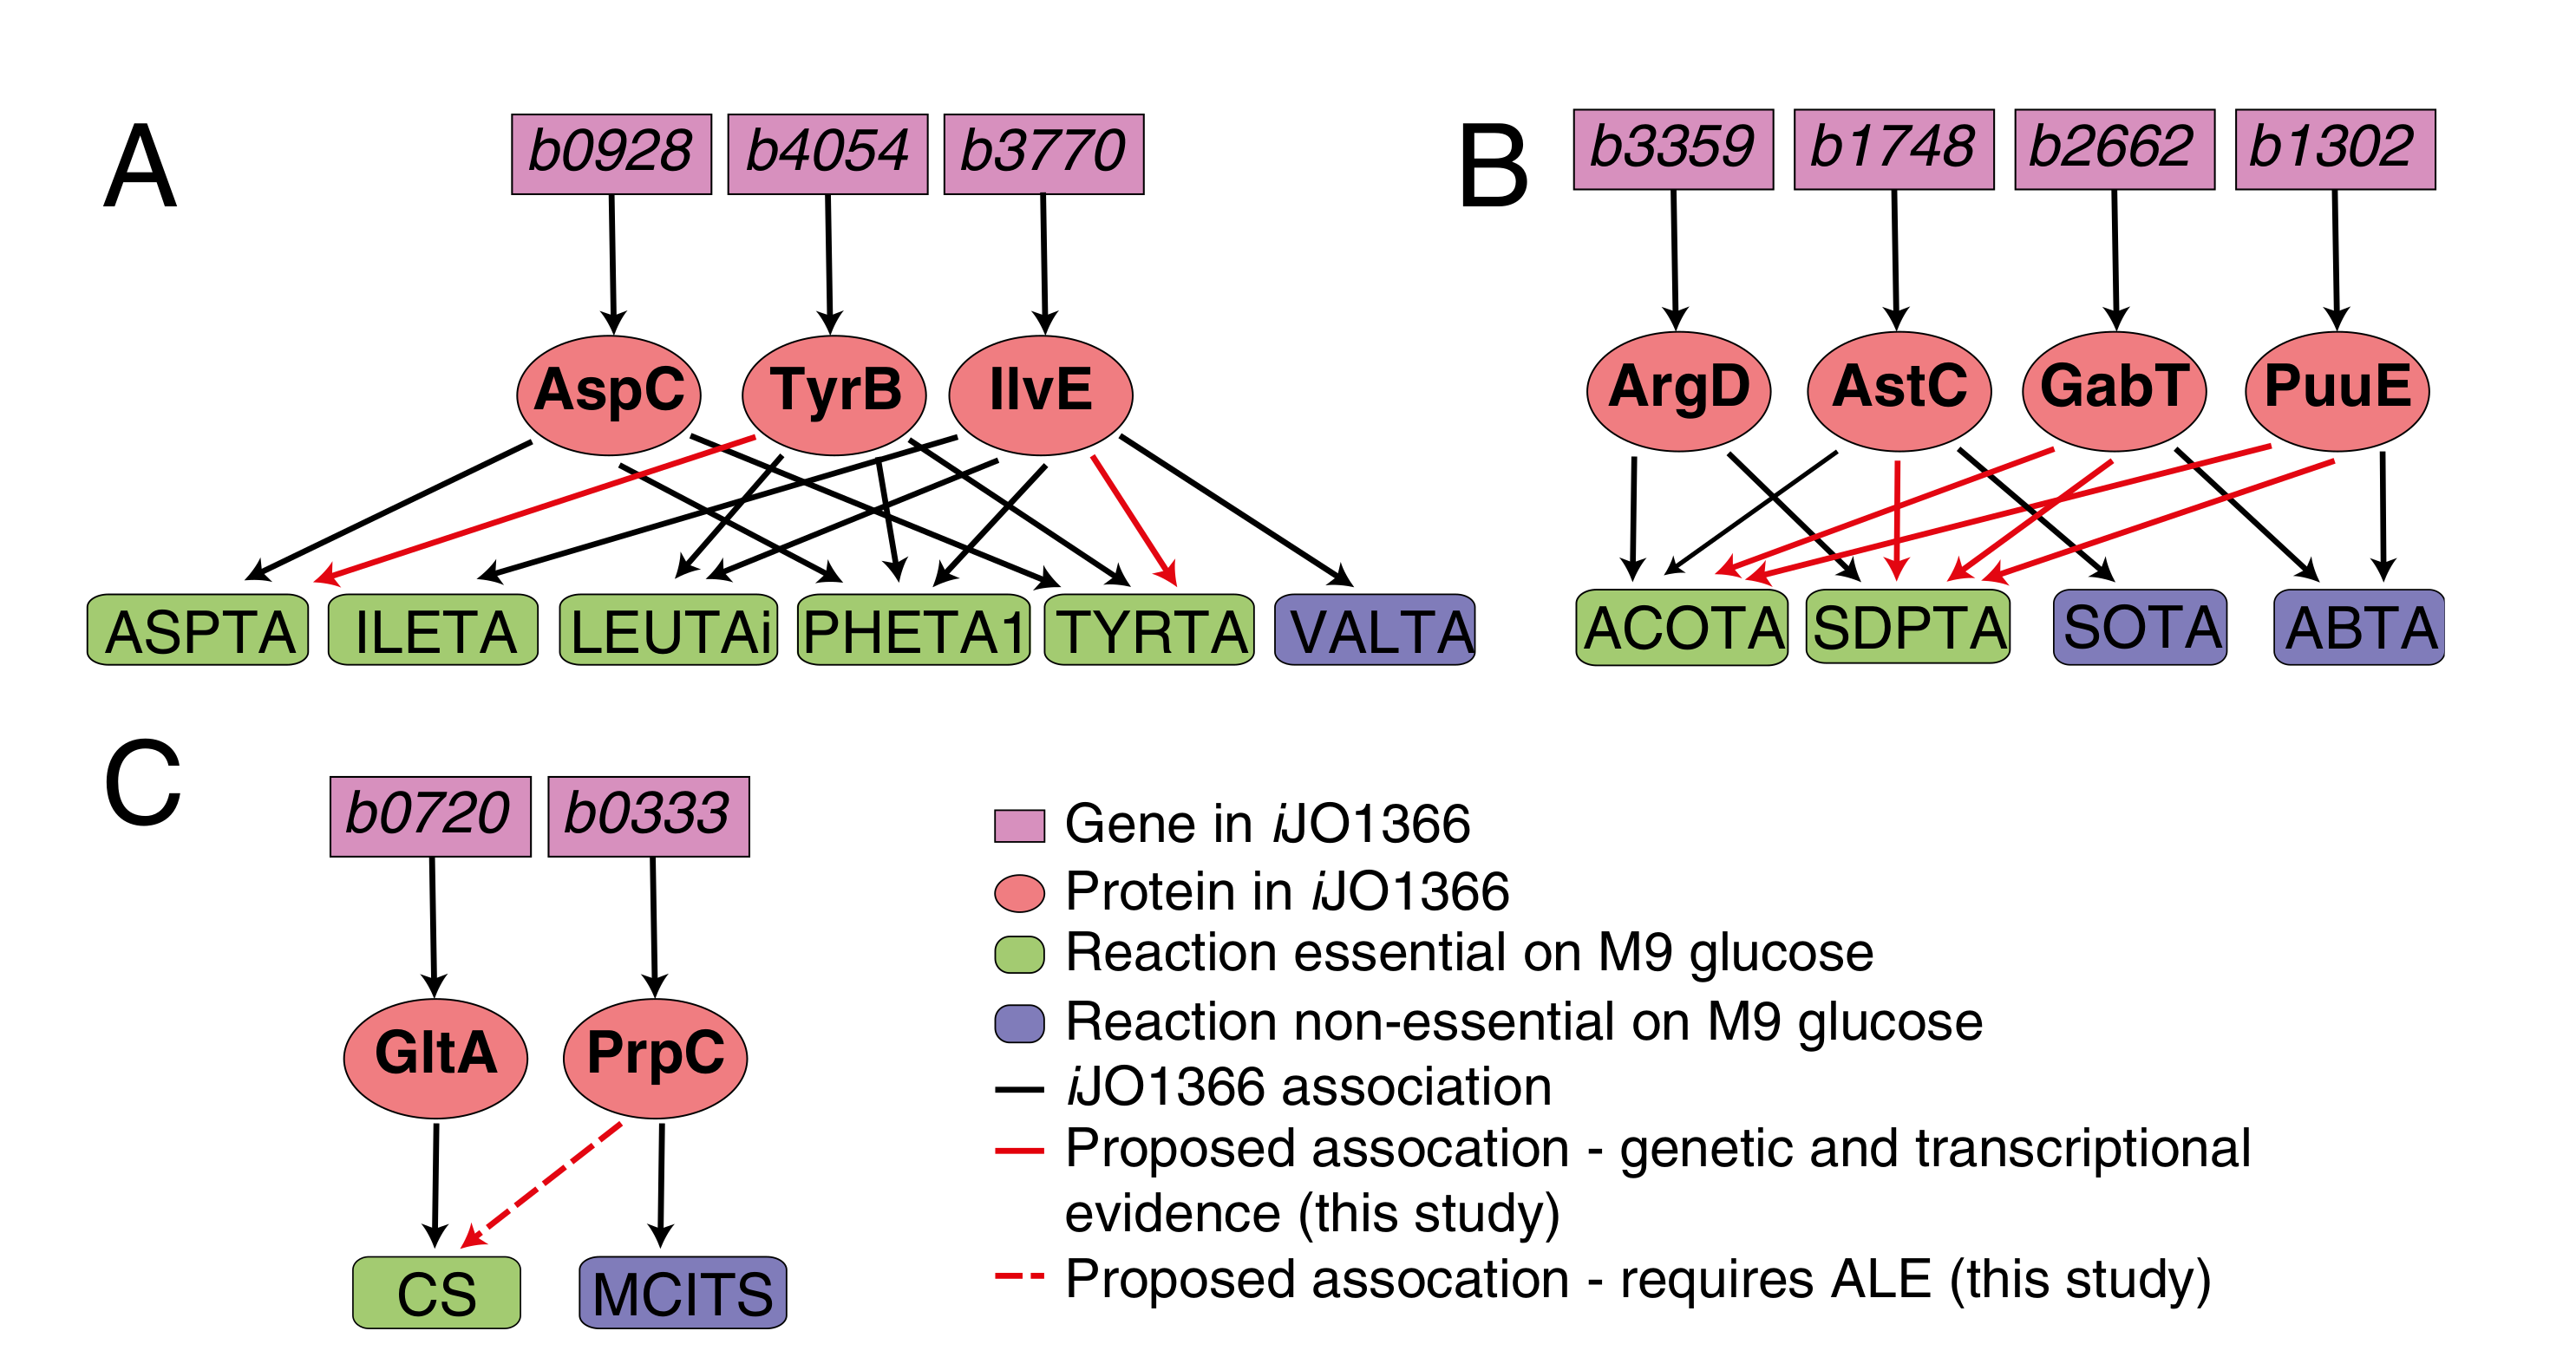 A
b0928 b4054 b3770
AspC TyrB IlvE
ASPTA ILETA LEUTAi PHETA1 TYRTA VALTA
B
b3359 b1748 b2662 b1302
ArgD AstC GabT PuuE
ACOTA SDPTA SOTA ABTA
C
b0720 b0333
GltA PrpC
CS MCITS
Gene in iJO1366
Protein in iJO1366
Reaction essential on M9 glucose
Reaction non-essential on M9 glucose
iJO1366 association
Proposed assocation - genetic and transcriptional
evidence (this study)
Proposed assocation - requires ALE (this study)